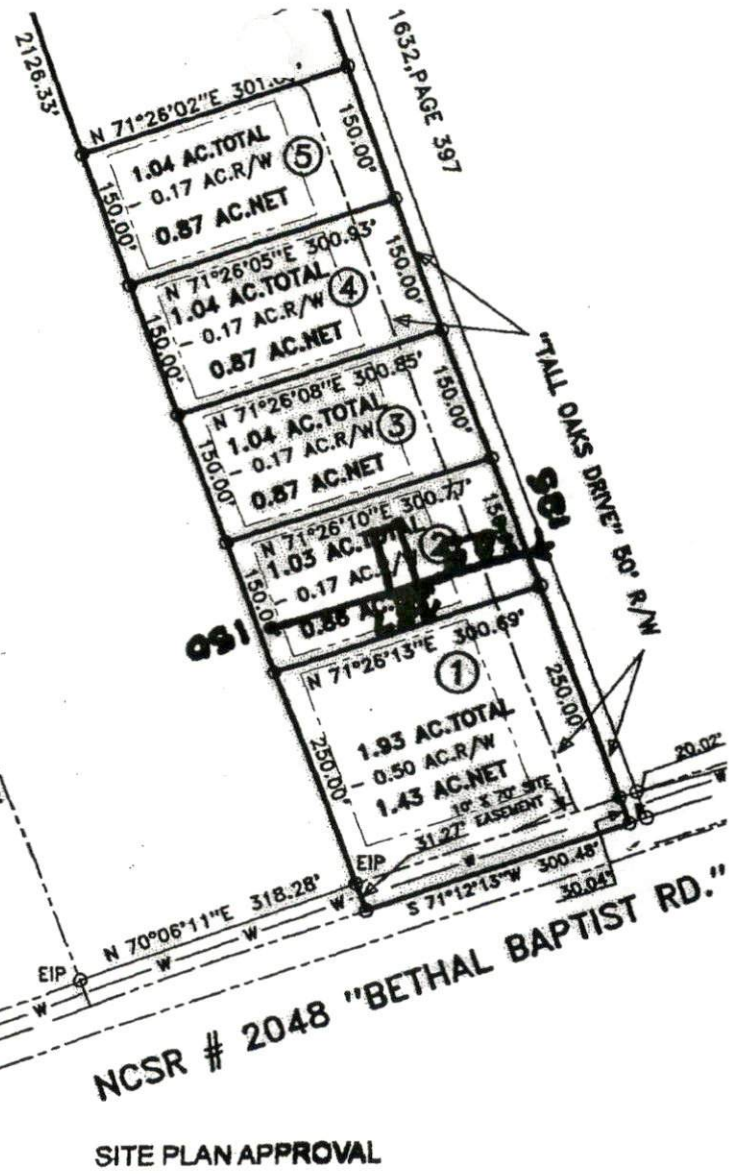 2126.33'
1632,PAGE 397
N 71°26'02"E
150.00'
150.00'
1.04 AC.TOTAL
- 0.17 AC.R/W
0.87 AC.NET
5
N 71°26'05"E 300.93'
150.00'
150.00'
1.04 AC.TOTAL
- 0.17 AC.R/W
0.87 AC.NET
4
"TALL OAKS DRIVE" 50' R/W
N 71°26'08"E 300.85'
150.00'
150.00'
1.04 AC.TOTAL
- 0.17 AC.R/W
0.87 AC.NET
3
N 71°26'10"E 300.77'
1.03 AC.TOTAL
- 0.17 AC.
2
150
N 71°26'13"E 300.69'
1
250.00'
250.00'
1.93 AC.TOTAL
- 0.50 AC.R/W
1.43 AC.NET
10' X 70' SITE
EASEMENT
20.02'
31.27'
EIP
W
W
W
300.48'
S 71°12'13"W
30.04'
N 70°06'11"E 318.28'
W
W
W
EIP
W
NCSR # 2048 "BETHAL BAPTIST RD."
SITE PLAN APPROVAL